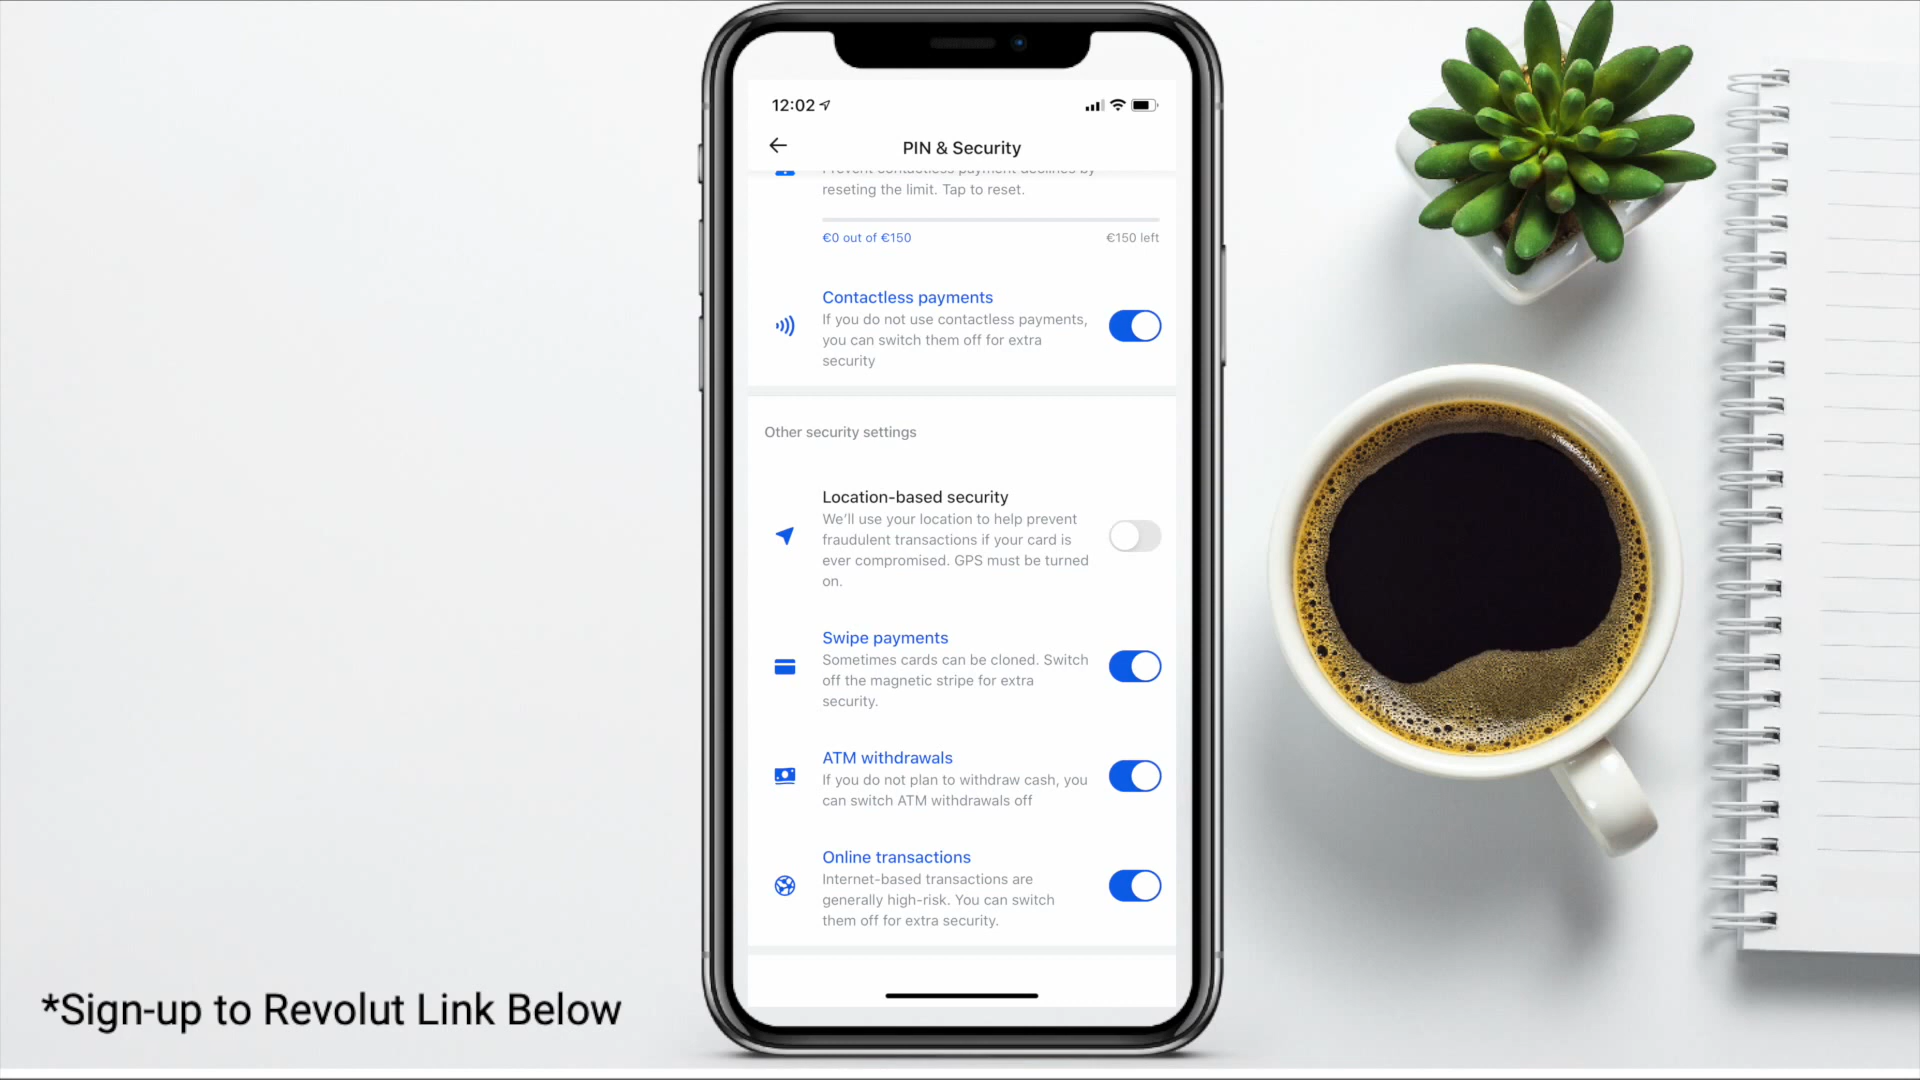 12:02
PIN & Security
Prevent contactless payment declines by
reseting the limit. Tap to reset.
€0 out of €150
€150 left
Contactless payments
If you do not use contactless payments,
you can switch them off for extra
security
Other security settings
Location-based security
We'll use your location to help prevent
fraudulent transactions if your card is
ever compromised. GPS must be turned
on.
Swipe payments
Sometimes cards can be cloned. Switch
off the magnetic stripe for extra
security.
ATM withdrawals
If you do not plan to withdraw cash, you
can switch ATM withdrawals off
Online transactions
Internet-based transactions are
generally high-risk. You can switch
them off for extra security.
*Sign-up to Revolut Link Below